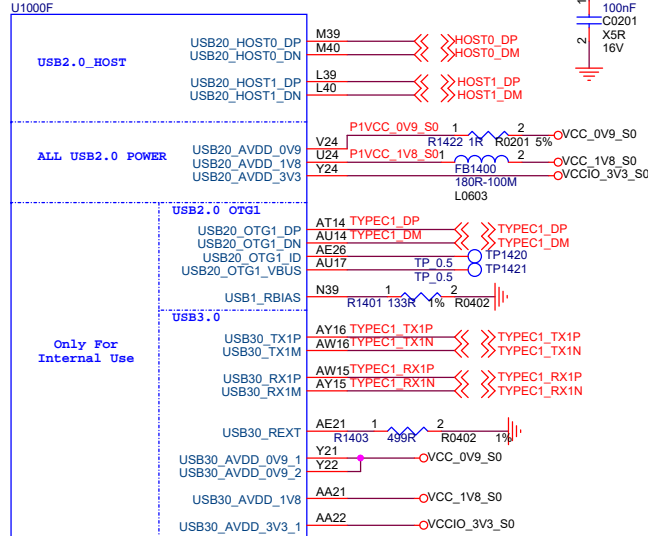 U1000F
1
100nF
C0201
X5R
16V
2
USB2.0_HOST
USB20_HOST0_DP M39 HOST0_DP
USB20_HOST0_DN M40 HOST0_DM
USB20_HOST1_DP L39 HOST1_DP
USB20_HOST1_DN L40 HOST1_DM
ALL USB2.0 POWER
USB20_AVDD_0V9 V24 P1VCC_0V9_S0 1 2 VCC_0V9_S0
R1422 1R R0201 5%
USB20_AVDD_1V8 U24 P1VCC_1V8_S0 1 2 VCC_1V8_S0
FB1400
USB20_AVDD_3V3 Y24 VCCIO_3V3_S0
180R-100M
L0603
USB2.0 OTG1
USB20_OTG1_DP AT14 TYPEC1_DP TYPEC1_DP
USB20_OTG1_DN AU14 TYPEC1_DM TYPEC1_DM
USB20_OTG1_ID AE26 TP_0.5 TP1420
USB20_OTG1_VBUS AU17 TP_0.5 TP1421
USB1_RBIAS N39 1 2
R1401 133R 1% R0402
USB3.0
Only For
Internal Use
USB30_TX1P AY16 TYPEC1_TX1P TYPEC1_TX1P
USB30_TX1M AW16 TYPEC1_TX1N TYPEC1_TX1N
USB30_RX1P AW15 TYPEC1_RX1P TYPEC1_RX1P
USB30_RX1M AY15 TYPEC1_RX1N TYPEC1_RX1N
USB30_REXT AE21 1 2
R1403 499R R0402 1%
USB30_AVDD_0V9_1 Y21 VCC_0V9_S0
USB30_AVDD_0V9_2 Y22
USB30_AVDD_1V8 AA21 VCC_1V8_S0
USB30_AVDD_3V3_1 AA22 VCCIO_3V3_S0